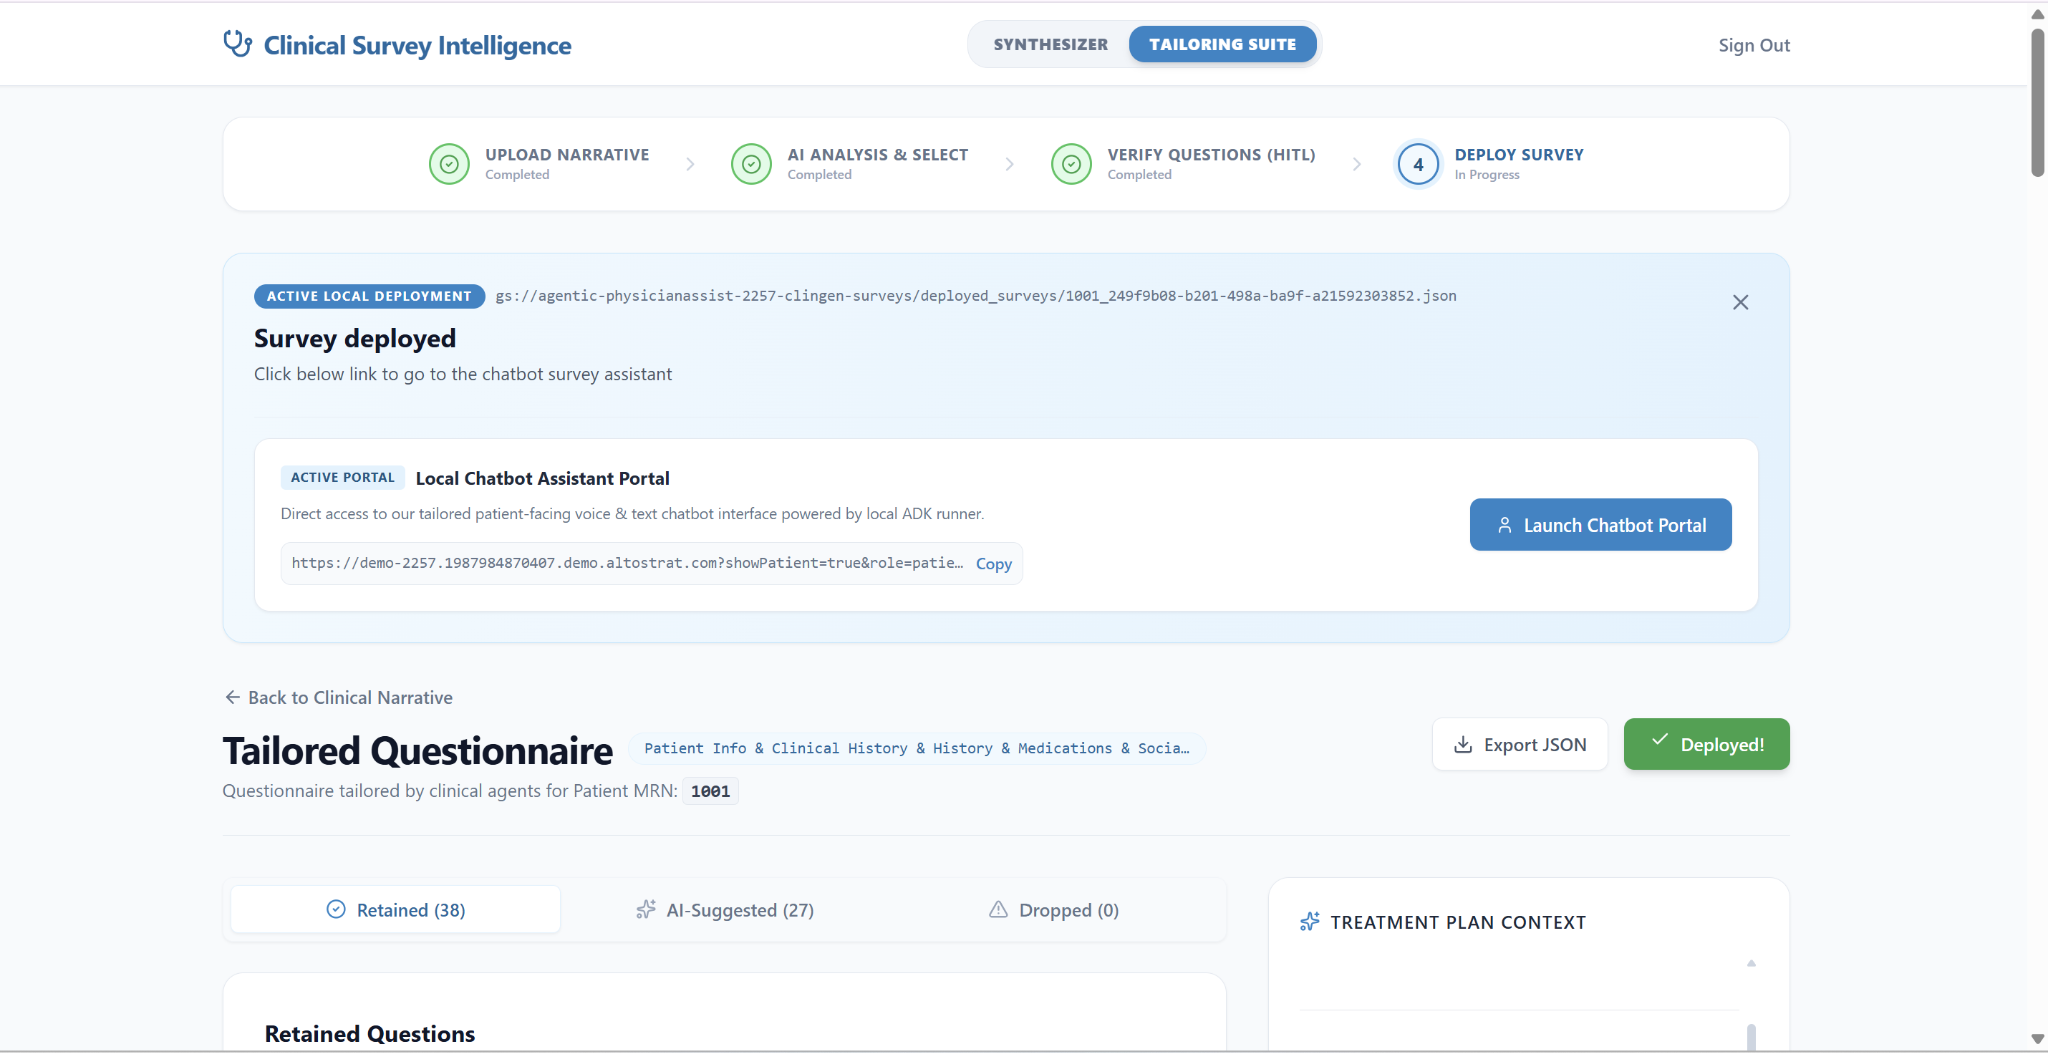 Clinical Survey Intelligence
SYNTHESIZER
TAILORING SUITE
Sign Out
UPLOAD NARRATIVE
Completed
AI ANALYSIS & SELECT
Completed
VERIFY QUESTIONS (HITL)
Completed
4
DEPLOY SURVEY
In Progress
ACTIVE LOCAL DEPLOYMENT gs://agentic-physicianassist-2257-clingen-surveys/deployed_surveys/1001_249f9b08-b201-498a-ba9f-a21592303852.json
Survey deployed
Click below link to go to the chatbot survey assistant
ACTIVE PORTAL Local Chatbot Assistant Portal
Direct access to our tailored patient-facing voice & text chatbot interface powered by local ADK runner.
https://demo-2257.1987984870407.demo.altostrat.com?showPatient=true&role=patie… Copy
Launch Chatbot Portal
Back to Clinical Narrative
Tailored Questionnaire
Patient Info & Clinical History & History & Medications & Socia…
Questionnaire tailored by clinical agents for Patient MRN: 1001
Export JSON
Deployed!
Retained (38)
AI-Suggested (27)
Dropped (0)
TREATMENT PLAN CONTEXT
Retained Questions